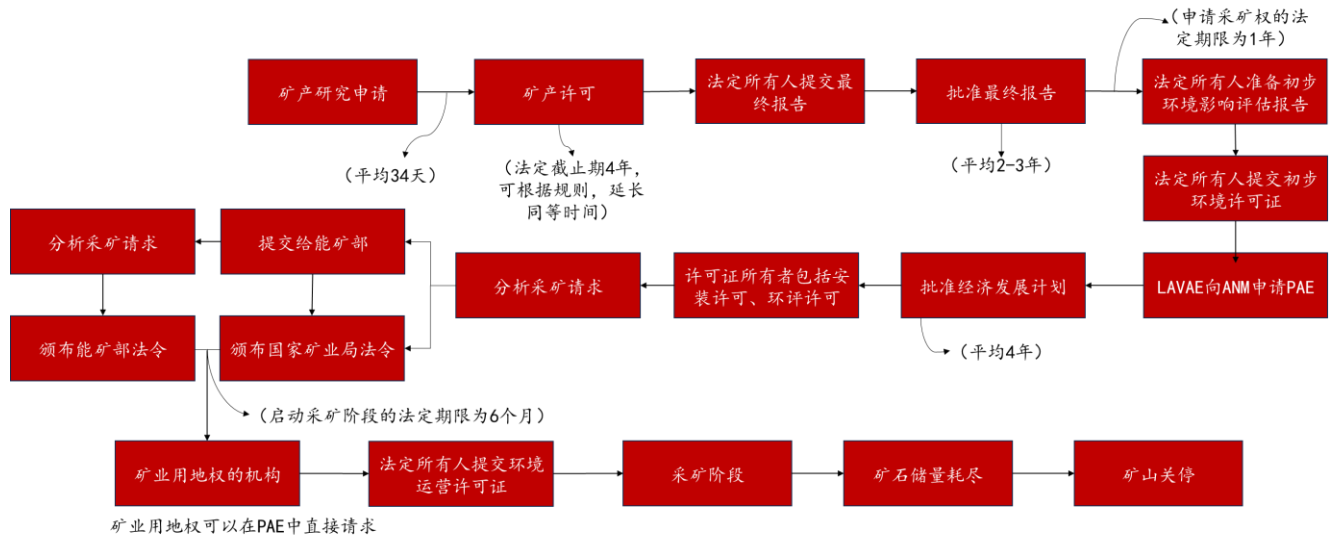 （申请采矿权的法
定期限为1年）
矿产研究申请
矿产许可
法定所有人提交最
终报告
批准最终报告
法定所有人准备初步
环境影响评估报告
（平均34天）
（法定截止期4年，
可根据规则，延长
同等时间）
（平均2-3年）
法定所有人提交初步
环境许可证
分析采矿请求
提交给能矿部
分析采矿请求
许可证所有者包括安
装许可、环评许可
批准经济发展计划
LAVAE向ANM申请PAE
颁布能矿部法令
颁布国家矿业局法令
（平均4年）
（启动采矿阶段的法定期限为6个月）
矿业用地权的机构
法定所有人提交环境
运营许可证
采矿阶段
矿石储量耗尽
矿山关停
矿业用地权可以在PAE中直接请求